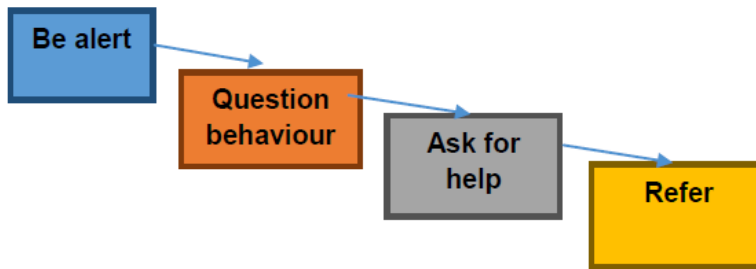 Be alert
Question
behaviour
Ask for
help
Refer